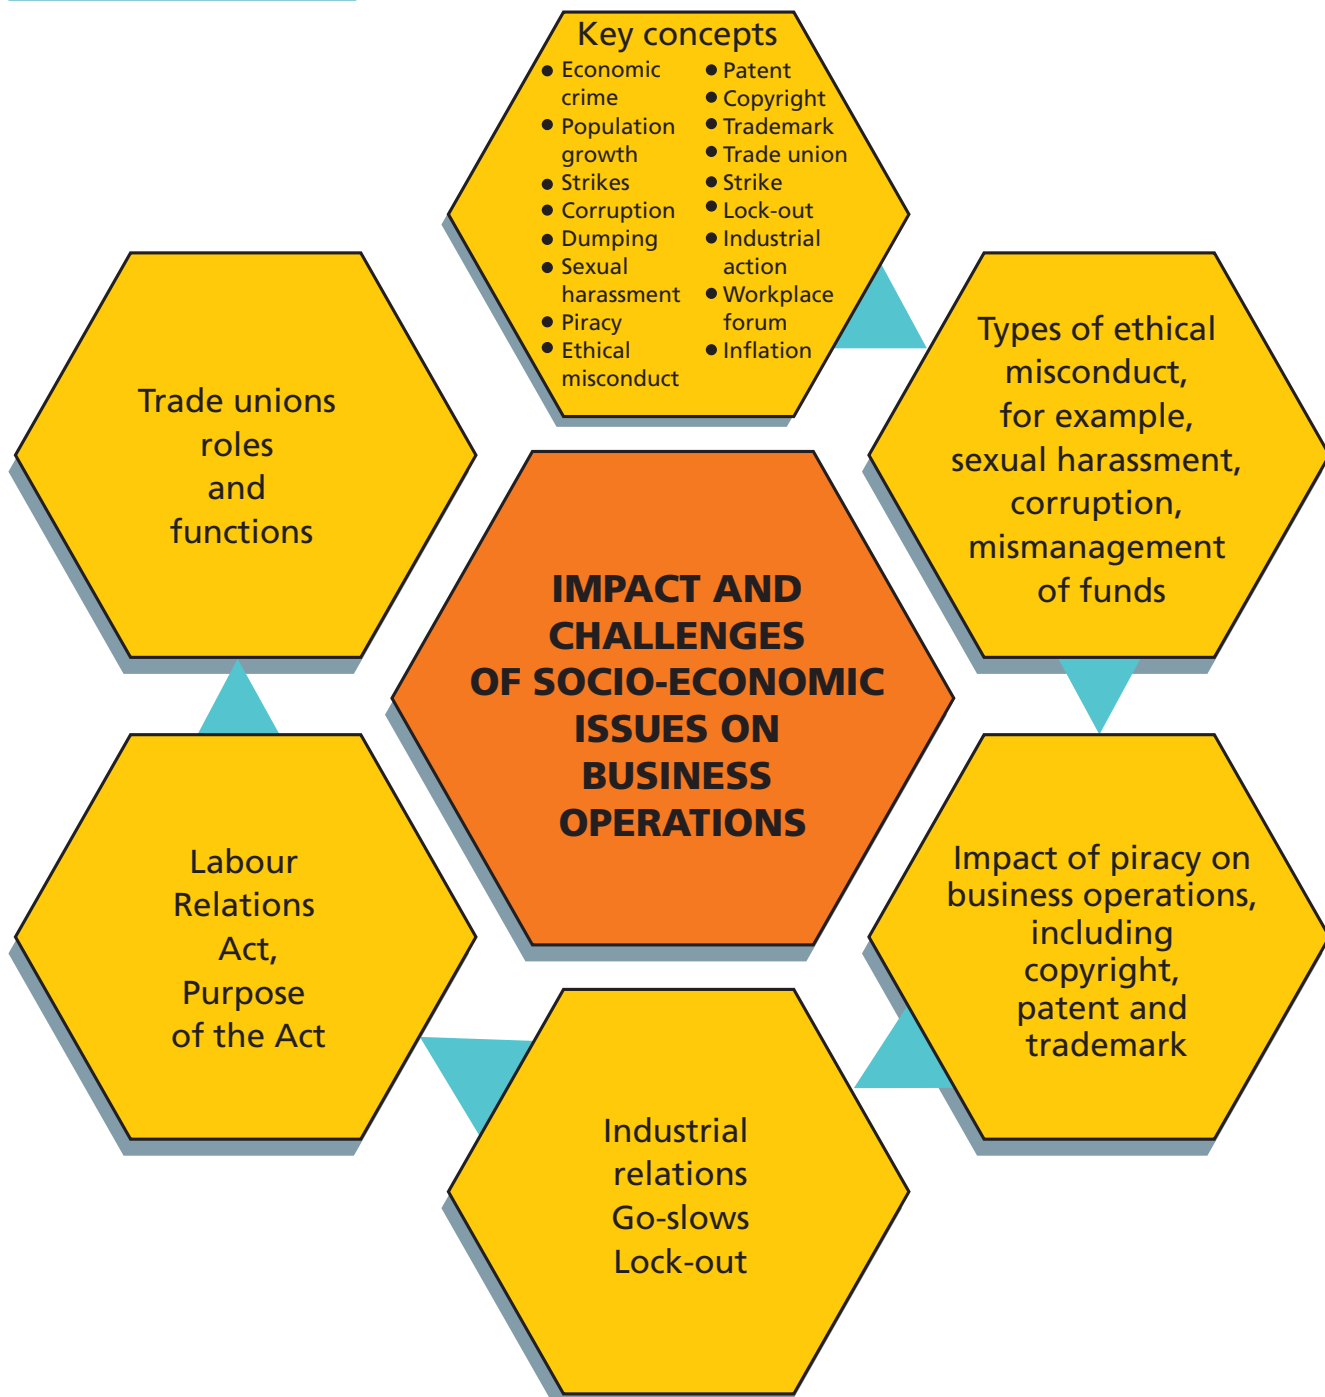 Key concepts
Economic
crime
Population
growth
Strikes
Corruption
Dumping
Sexual
harassment
Piracy
Ethical
misconduct
Patent
Copyright
Trademark
Trade union
Strike
Lock-out
Industrial
action
Workplace
forum
Inflation
Types of ethical
misconduct,
for example,
sexual harassment,
corruption,
mismanagement
of funds
Impact of piracy on
business operations,
including
copyright,
patent and
trademark
Industrial
relations
Go-slows
Lock-out
Labour
Relations
Act,
Purpose
of the Act
Trade unions
roles
and
functions
IMPACT AND
CHALLENGES
OF SOCIO-ECONOMIC
ISSUES ON
BUSINESS
OPERATIONS